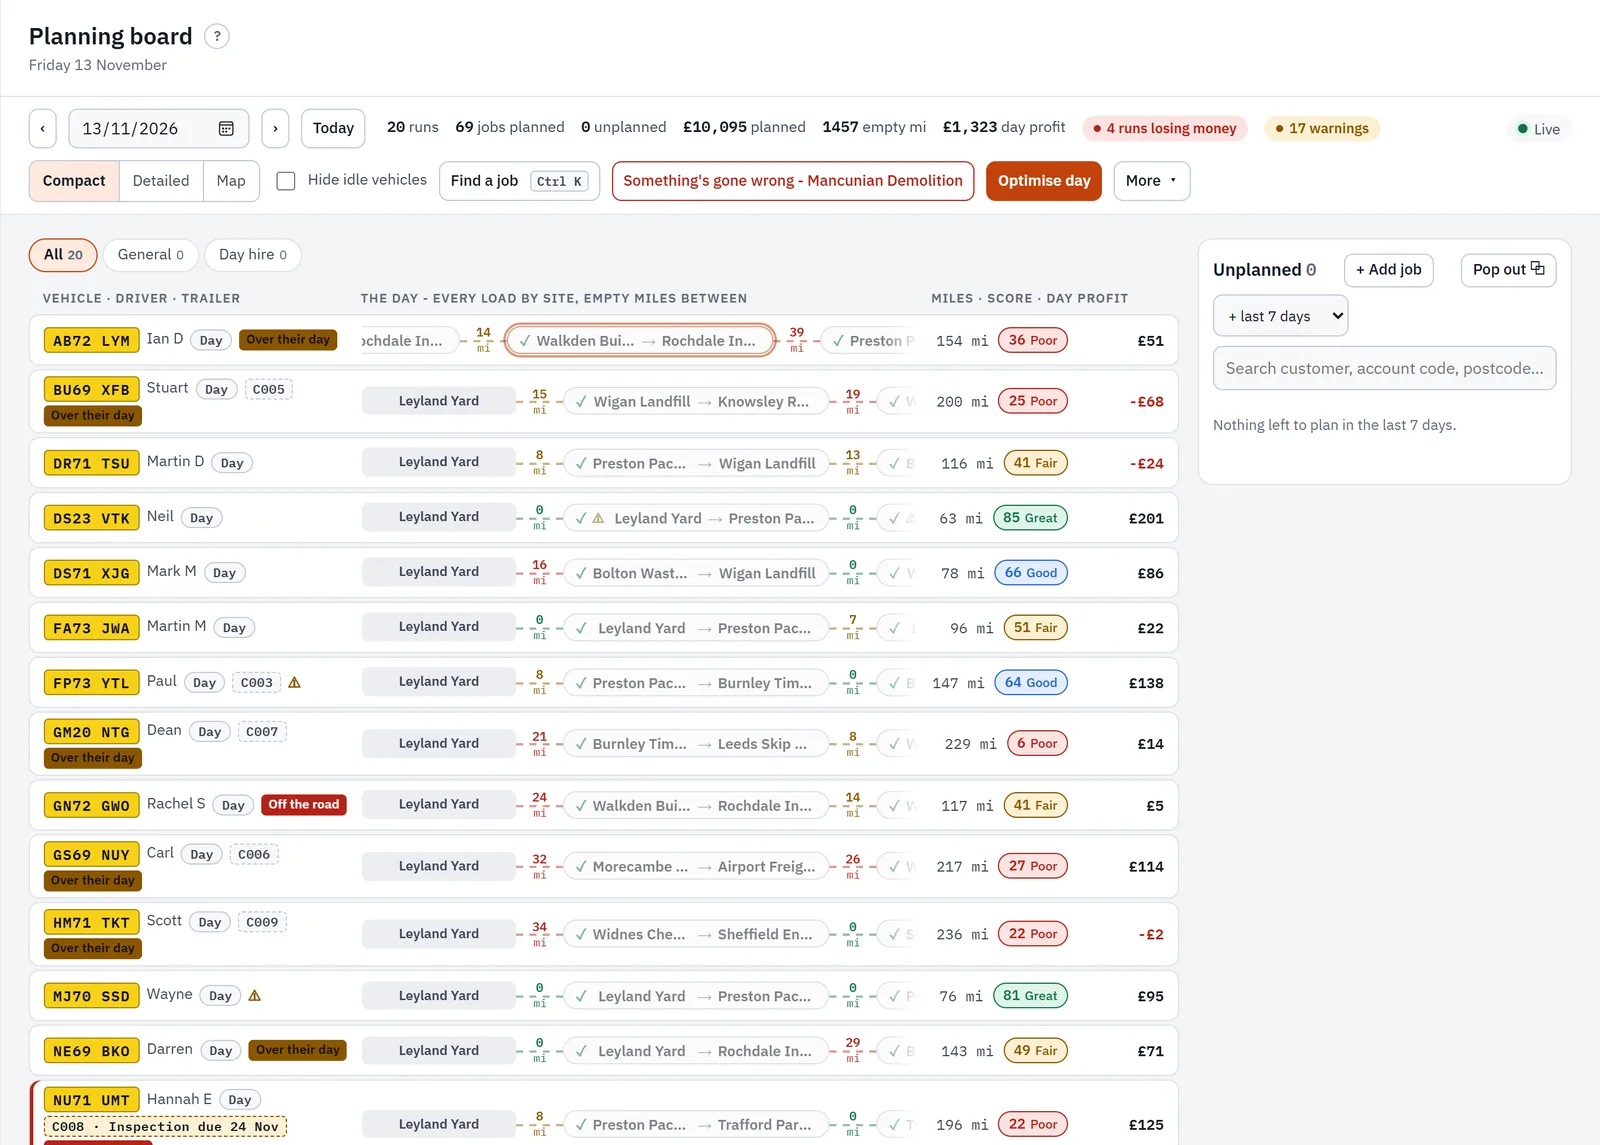 Planning board ?
Friday 13 November
‹ 13/11/2026 › Today 20 runs 69 jobs planned 0 unplanned £10,095 planned 1457 empty mi £1,323 day profit 4 runs losing money 17 warnings Live
Compact Detailed Map Hide idle vehicles Find a job Ctrl K Something's gone wrong - Mancunian Demolition Optimise day More
All 20 General 0 Day hire 0
VEHICLE · DRIVER · TRAILER THE DAY - EVERY LOAD BY SITE, EMPTY MILES BETWEEN MILES · SCORE · DAY PROFIT
AB72 LYM Ian D Day Over their day ochdale In... 14 mi ✓ Walkden Bui... → Rochdale In... 39 mi ✓ Preston P 154 mi 36 Poor £51
BU69 XFB Stuart Day C005 Leyland Yard 15 mi ✓ Wigan Landfill → Knowsley R... 19 mi ✓ W 200 mi 25 Poor -£68
Over their day
DR71 TSU Martin D Day Leyland Yard 8 mi ✓ Preston Pac... → Wigan Landfill 13 mi ✓ B 116 mi 41 Fair -£24
DS23 VTK Neil Day Leyland Yard 0 mi ✓ ⚠ Leyland Yard → Preston Pa... 0 mi ✓ 63 mi 85 Great £201
DS71 XJG Mark M Day Leyland Yard 16 mi ✓ Bolton Wast... → Wigan Landfill 0 mi ✓ W 78 mi 66 Good £86
FA73 JWA Martin M Day Leyland Yard 0 mi ✓ Leyland Yard → Preston Pac... 7 mi ✓ 96 mi 51 Fair £22
FP73 YTL Paul Day C003 ⚠ Leyland Yard 8 mi ✓ Preston Pac... → Burnley Tim... 0 mi ✓ B 147 mi 64 Good £138
GM20 NTG Dean Day C007 Leyland Yard 21 mi ✓ Burnley Tim... → Leeds Skip ... 8 mi ✓ W 229 mi 6 Poor £14
Over their day
GN72 GWO Rachel S Day Off the road Leyland Yard 24 mi ✓ Walkden Bui... → Rochdale In... 14 mi ✓ W 117 mi 41 Fair £5
GS69 NUY Carl Day C006 Leyland Yard 32 mi ✓ Morecambe ... → Airport Freig... 26 mi ✓ W 217 mi 27 Poor £114
Over their day
HM71 TKT Scott Day C009 Leyland Yard 34 mi ✓ Widnes Che... → Sheffield En... 0 mi ✓ S 236 mi 22 Poor -£2
Over their day
MJ70 SSD Wayne Day ⚠ Leyland Yard 0 mi ✓ Leyland Yard → Preston Pac... 0 mi ✓ P 76 mi 81 Great £95
NE69 BKO Darren Day Over their day Leyland Yard 0 mi ✓ Leyland Yard → Rochdale In... 29 mi ✓ B 143 mi 49 Fair £71
NU71 UMT Hannah E Day Leyland Yard 8 mi ✓ Preston Pac... → Trafford Par... 0 mi ✓ T 196 mi 22 Poor £125
C008 · Inspection due 24 Nov
Unplanned 0 + Add job Pop out
+ last 7 days
Search customer, account code, postcode...
Nothing left to plan in the last 7 days.